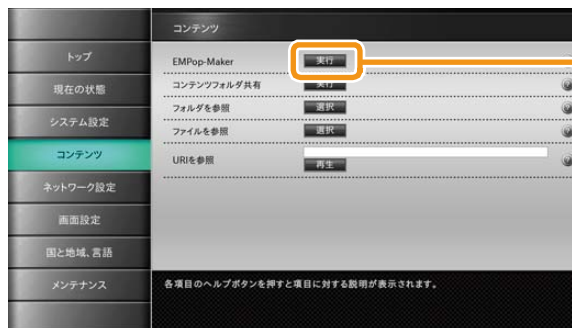 コンテンツ
トップ
現在の状態
システム設定
コンテンツ
ネットワーク設定
画面設定
国と地域、言語
メンテナンス
EMPop-Maker 実行
コンテンツフォルダ共有 実行
フォルダを参照 選択
ファイルを参照 選択
URIを参照
再生
各項目のヘルプボタンを押すと項目に対する説明が表示されます。